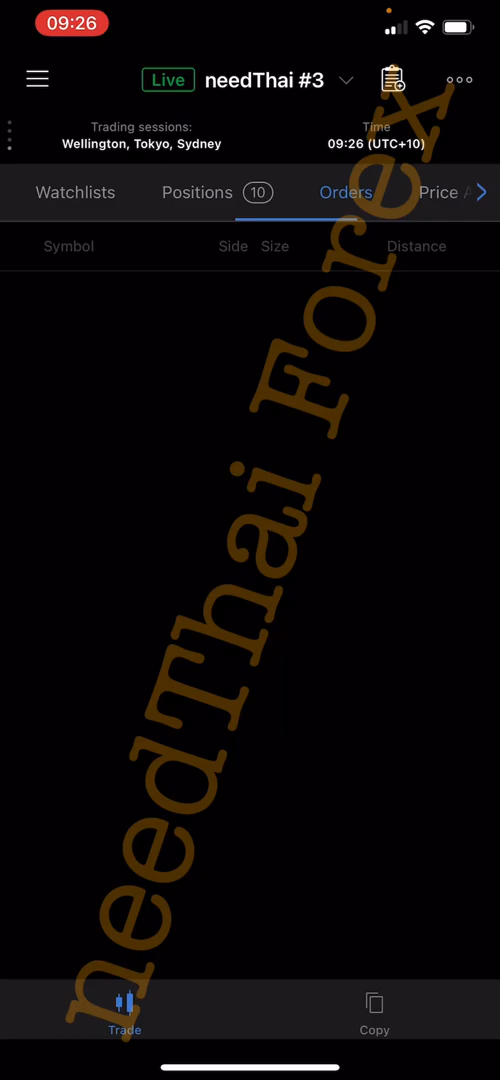 09:26
Live needThai #3
Trading sessions: Time
Wellington, Tokyo, Sydney 09:26 (UTC+10)
Watchlists Positions 10 Orders Price A
Symbol Side Size Distance
needThai Forex
Trade Copy